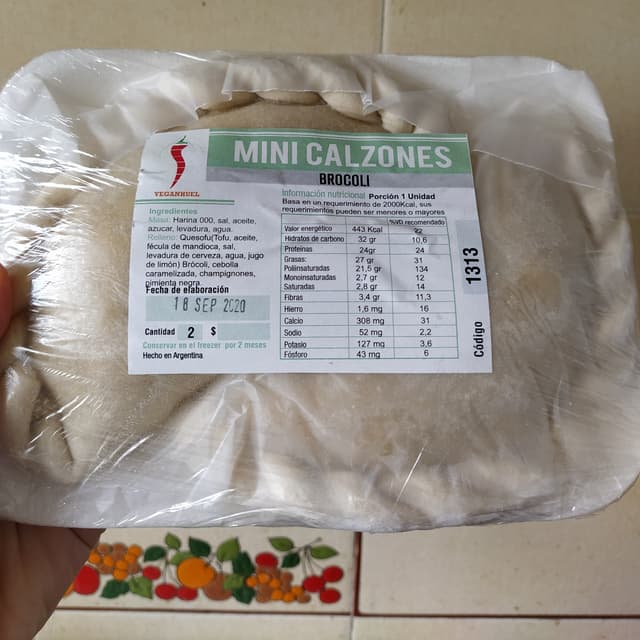 MINI CALZONES
BROCOLI
VEGANHUEL
Ingredientes
Masa: Harina 000, sal, aceite,
azucar, levadura, agua.
Relleno: Quesofu(Tofu, aceite,
fécula de mandioca, sal,
levadura de cerveza, agua, jugo
de limón) Brócoli, cebolla
caramelizada, champignones,
pimienta negra.
Fecha de elaboración
18 SEP 2020
Cantidad 2 $
Conservar en el freezer por 2 meses
Hecho en Argentina
Información nutricional Porción 1 Unidad
Basa en un requerimiento de 2000Kcal, sus
requerimientos pueden ser menores o mayores
%VD recomendado
Valor energético 443 Kcal 22
Hidratos de carbono 32 gr 10,6
Proteinas 24gr 24
Grasas: 27 gr 31
Poliinsaturadas 21,5 gr 134
Monoinsaturadas 2,7 gr 12
Saturadas 2,8 gr 14
Fibras 3,4 gr 11,3
Hierro 1,6 mg 16
Calcio 308 mg 31
Sodio 52 mg 2,2
Potasio 127 mg 3,6
Fósforo 43 mg 6
Código 1313